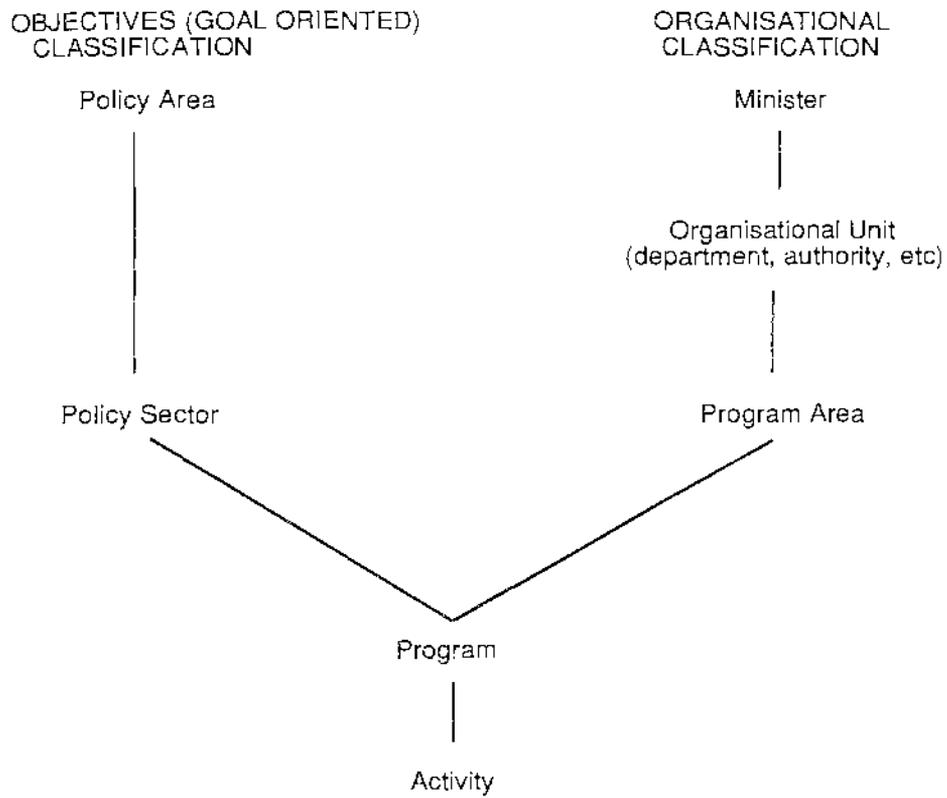 OBJECTIVES (GOAL ORIENTED)
CLASSIFICATION
ORGANISATIONAL
CLASSIFICATION
Policy Area
Minister
Organisational Unit
(department, authority, etc)
Policy Sector
Program Area
Program
Activity